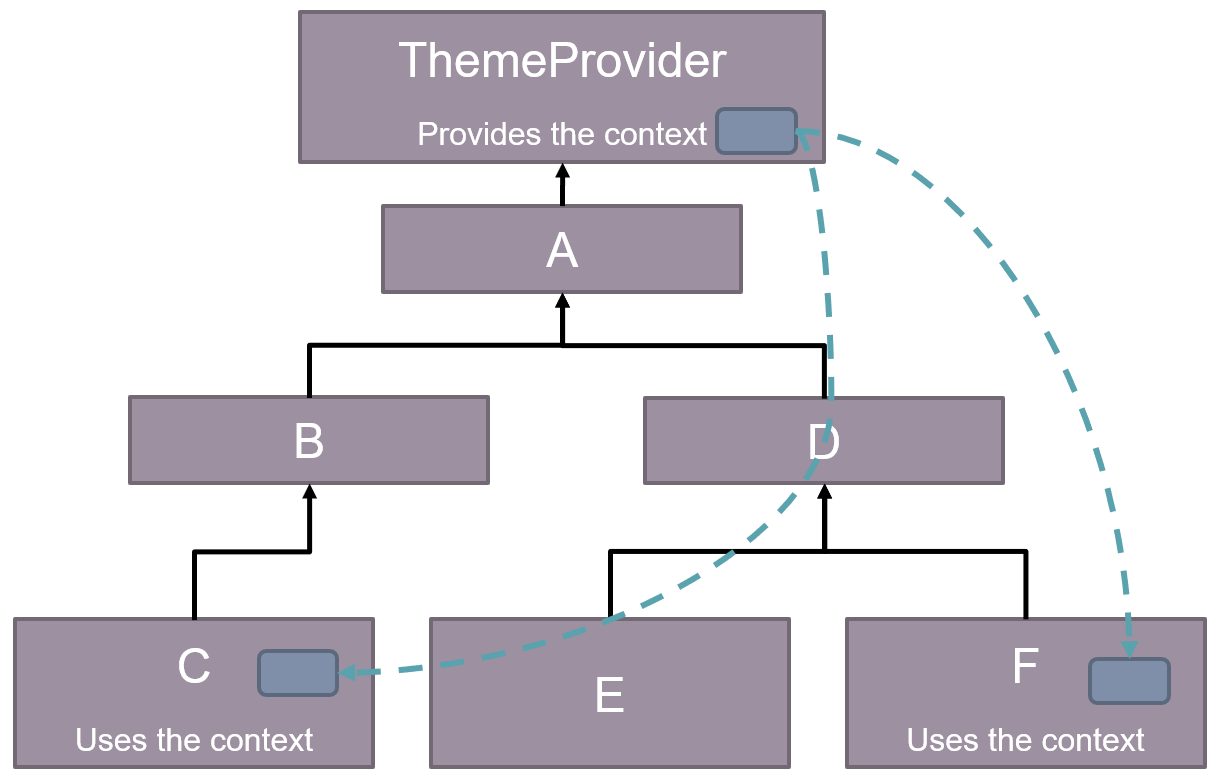 ThemeProvider
Provides the context
A
B
D
C
E
F
Uses the context
Uses the context